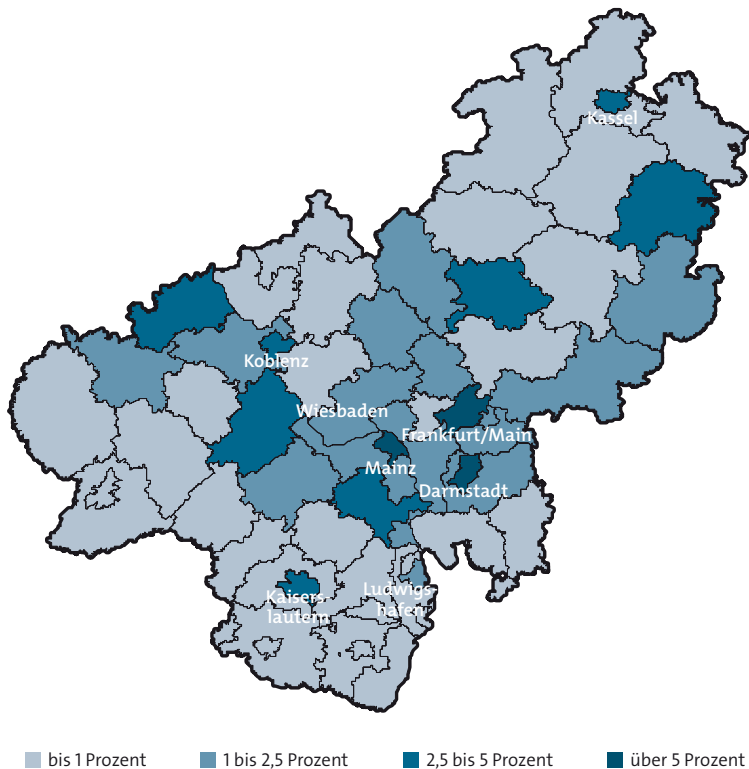 Kassel
Koblenz
Wiesbaden
Frankfurt/Main
Mainz
Darmstadt
Kaisers-
lautern
Ludwigs-
hafen
bis 1 Prozent
1 bis 2,5 Prozent
2,5 bis 5 Prozent
über 5 Prozent